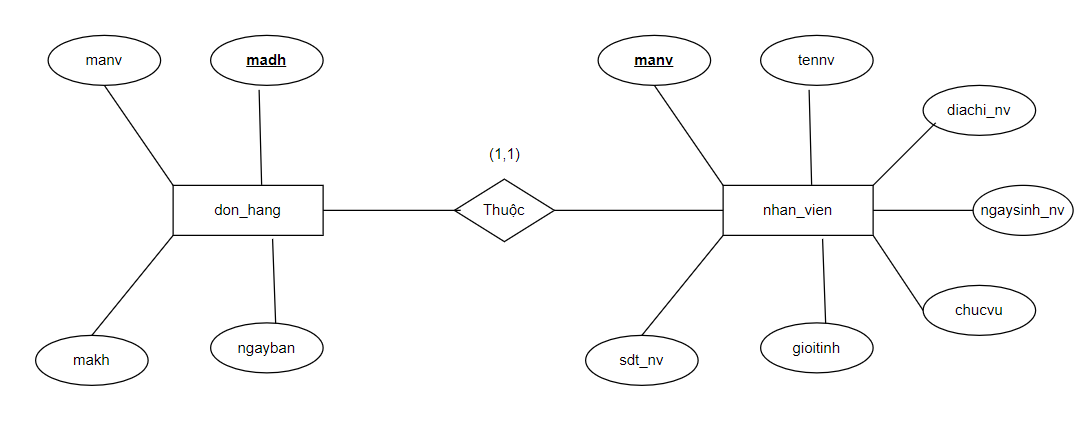 manv
madh
manv
tennv
diachi_nv
(1,1)
don_hang
Thuộc
nhan_vien
ngaysinh_nv
chucvu
makh
ngayban
sdt_nv
gioitinh